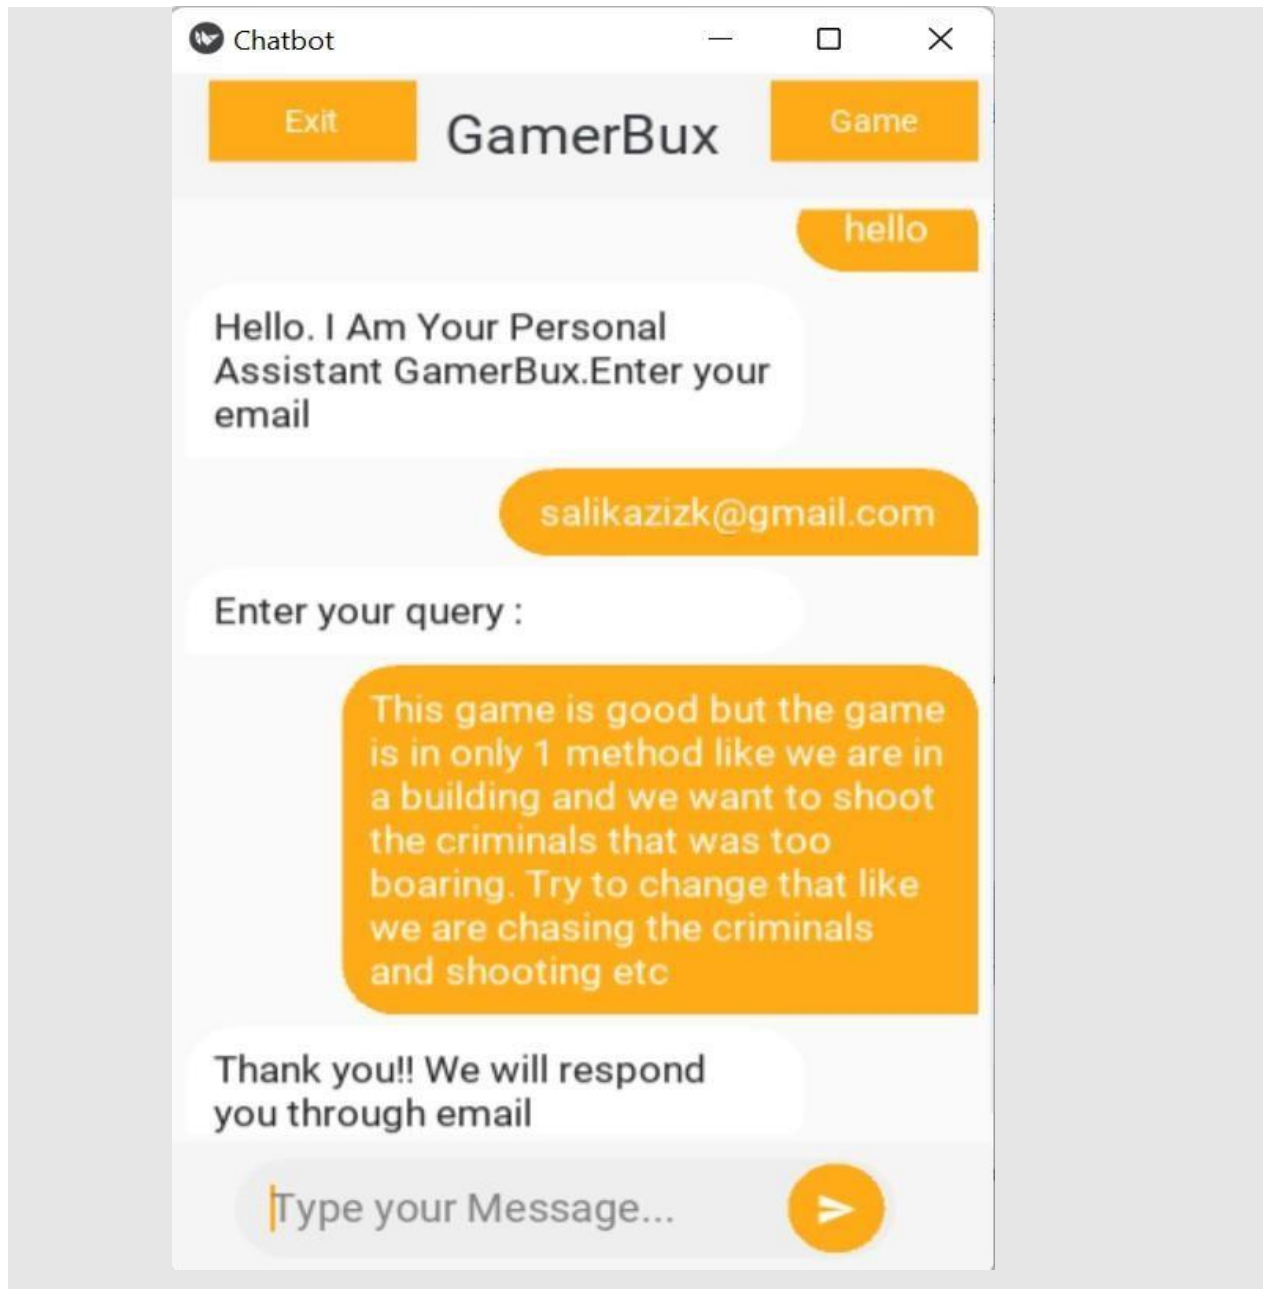 Chatbot
Exit
GamerBux
Game
hello
Hello. I Am Your Personal
Assistant GamerBux.Enter your
email
salikazizk@gmail.com
Enter your query :
This game is good but the game
is in only 1 method like we are in
a building and we want to shoot
the criminals that was too
boaring. Try to change that like
we are chasing the criminals
and shooting etc
Thank you!! We will respond
you through email
Type your Message...